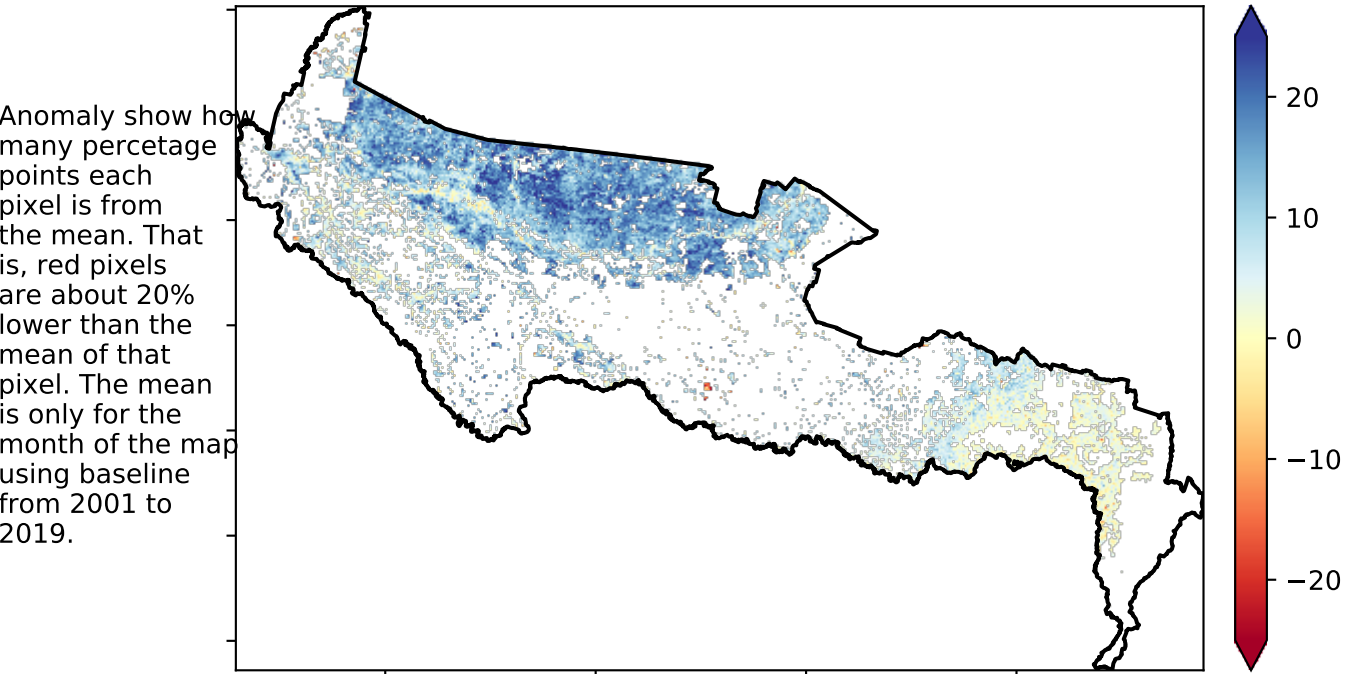 Anomaly show how
many percetage
points each
pixel is from
the mean. That
is, red pixels
are about 20%
lower than the
mean of that
pixel. The mean
is only for the
month of the map
using baseline
from 2001 to
2019.
20
10
0
−10
−20